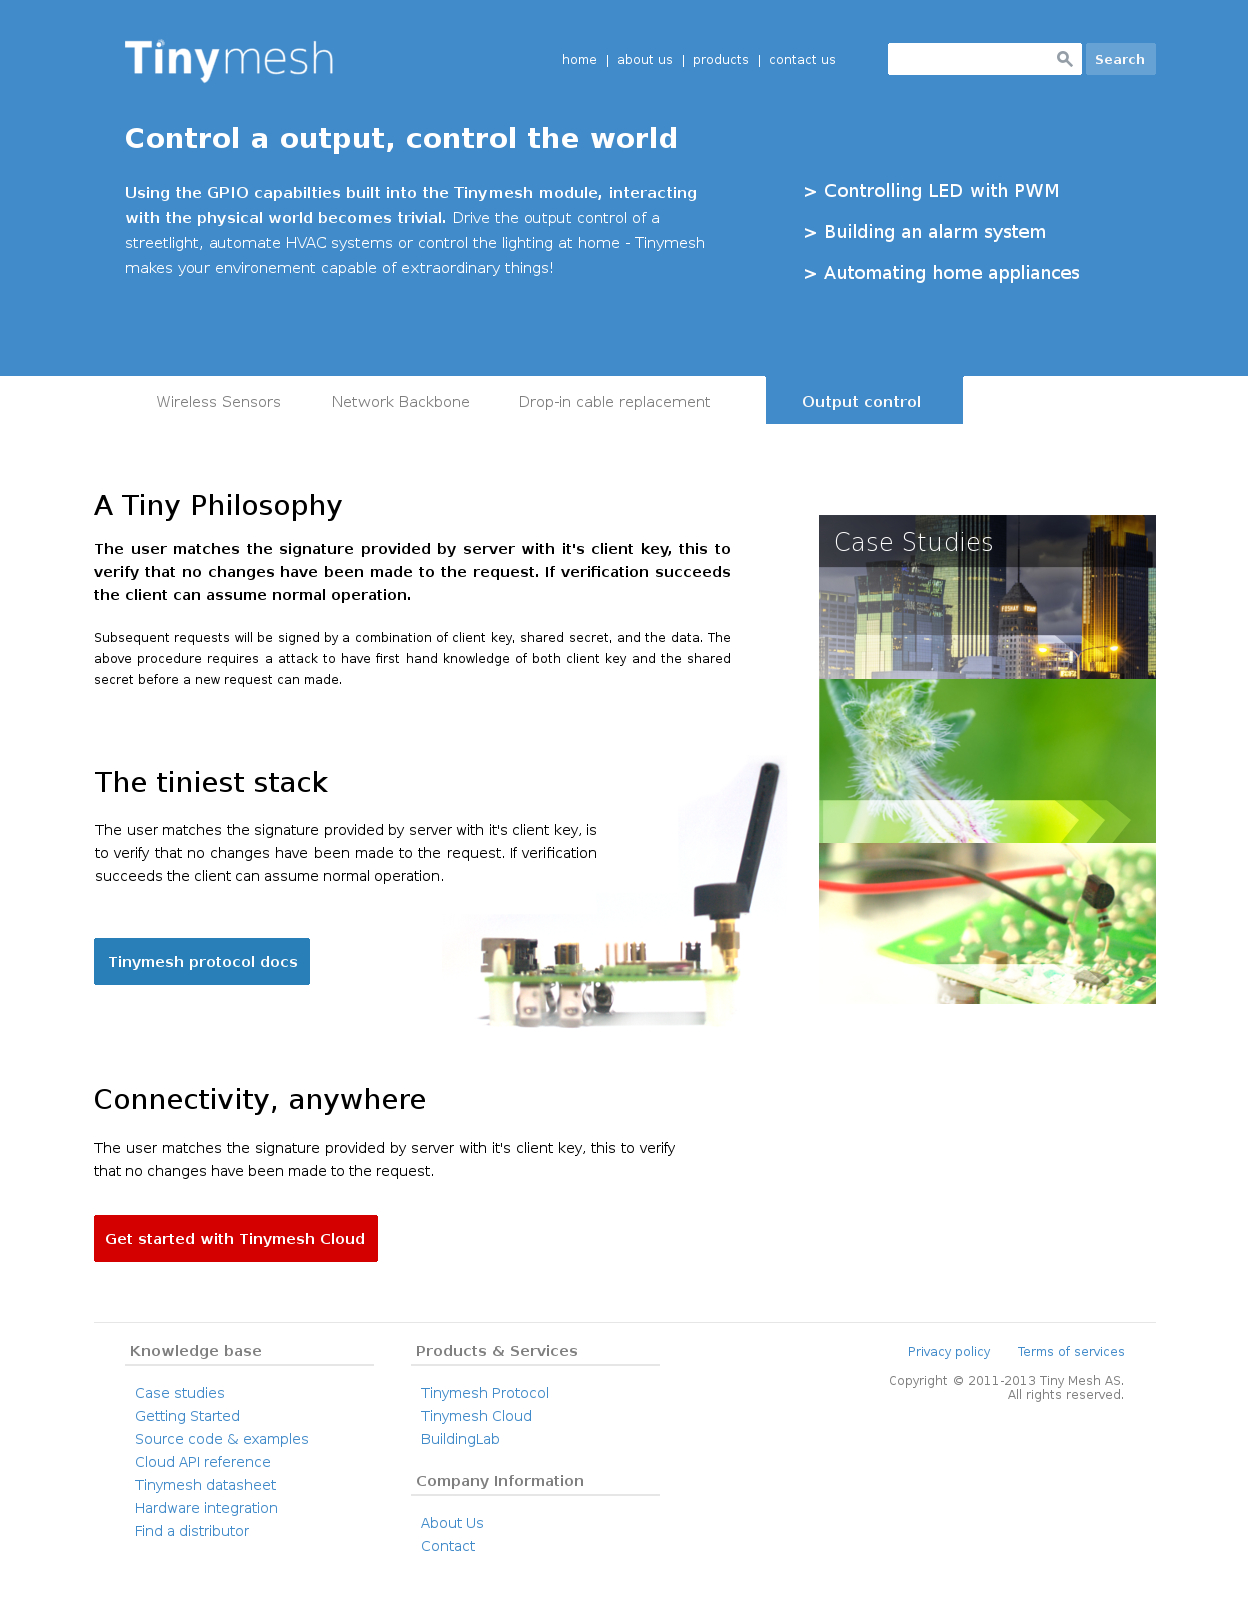 Tinymesh
home | about us | products | contact us
Search
Control a output, control the world
Using the GPIO capabilties built into the Tinymesh module, interacting
with the physical world becomes trivial. Drive the output control of a
streetlight, automate HVAC systems or control the lighting at home - Tinymesh
makes your environement capable of extraordinary things!
> Controlling LED with PWM
> Building an alarm system
> Automating home appliances
Wireless Sensors
Network Backbone
Drop-in cable replacement
Output control
A Tiny Philosophy
The user matches the signature provided by server with it's client key, this to
verify that no changes have been made to the request. If verification succeeds
the client can assume normal operation.
Subsequent requests will be signed by a combination of client key, shared secret, and the data. The
above procedure requires a attack to have first hand knowledge of both client key and the shared
secret before a new request can made.
Case Studies
The tiniest stack
The user matches the signature provided by server with it's client key, is
to verify that no changes have been made to the request. If verification
succeeds the client can assume normal operation.
Tinymesh protocol docs
Connectivity, anywhere
The user matches the signature provided by server with it's client key, this to verify
that no changes have been made to the request.
Get started with Tinymesh Cloud
Knowledge base
Case studies
Getting Started
Source code & examples
Cloud API reference
Tinymesh datasheet
Hardware integration
Find a distributor
Products & Services
Tinymesh Protocol
Tinymesh Cloud
BuildingLab
Company Information
About Us
Contact
Privacy policy
Terms of services
Copyright © 2011-2013 Tiny Mesh AS.
All rights reserved.